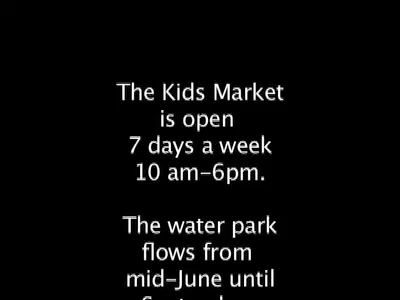 The Kids Market
is open
7 days a week
10 am-6pm.
The water park
flows from
mid-June until